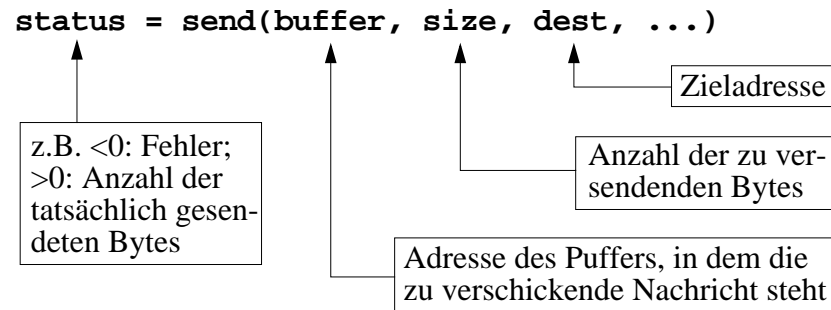 status = send(buffer, size, dest, ...)
Zieladresse
z.B. <0: Fehler;
>0: Anzahl der
tatsächlich gesen-
deten Bytes
Anzahl der zu ver-
sendenden Bytes
Adresse des Puffers, in dem die
zu verschickende Nachricht steht